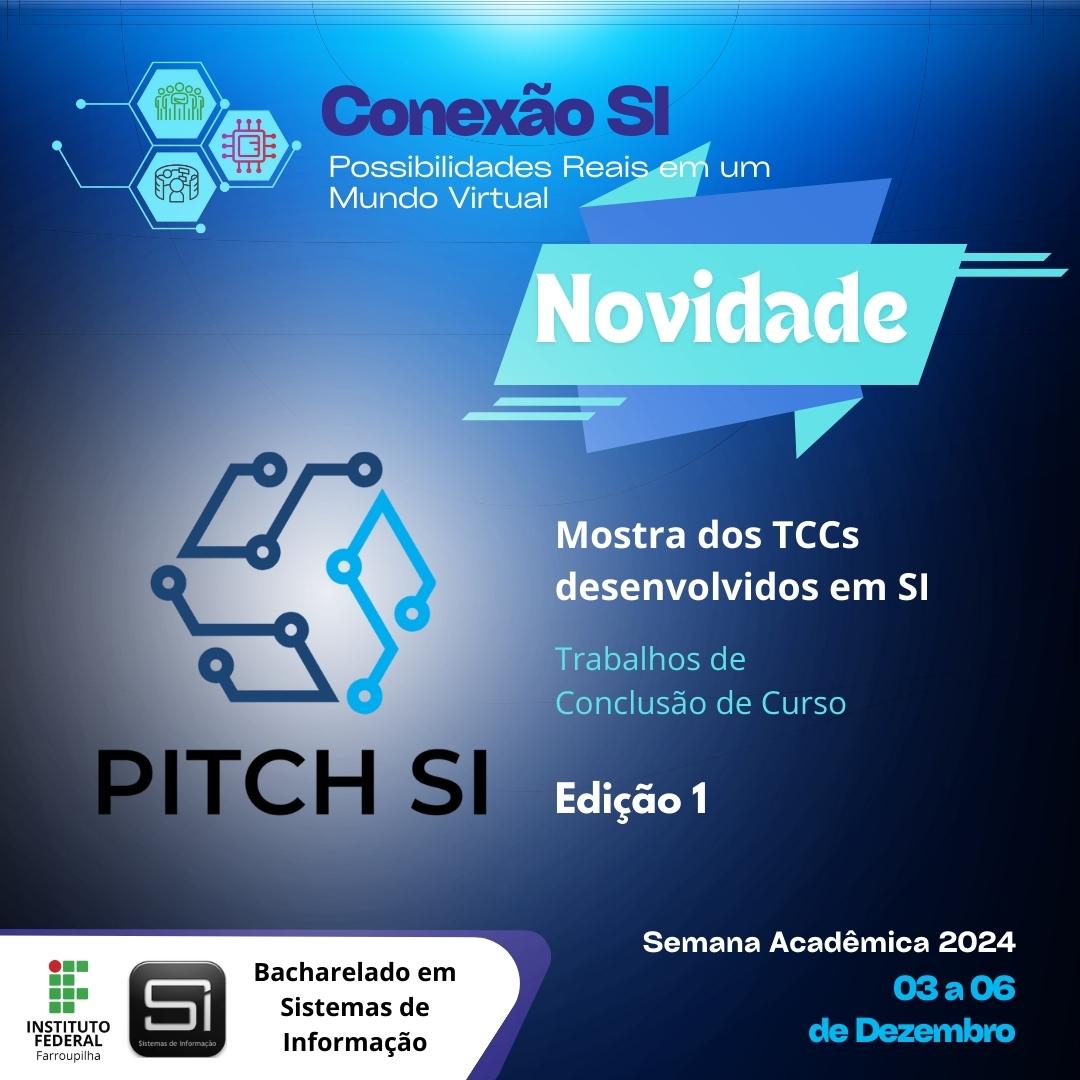 Conexão SI
Possibilidades Reais em um
Mundo Virtual
Novidade
PITCH SI
Mostra dos TCCs
desenvolvidos em SI
Trabalhos de
Conclusão de Curso
Edição 1
INSTITUTO
FEDERAL
Farroupilha
Si
Sistemas de Informação
Bacharelado em
Sistemas de
Informação
Semana Acadêmica 2024
03 a 06
de Dezembro